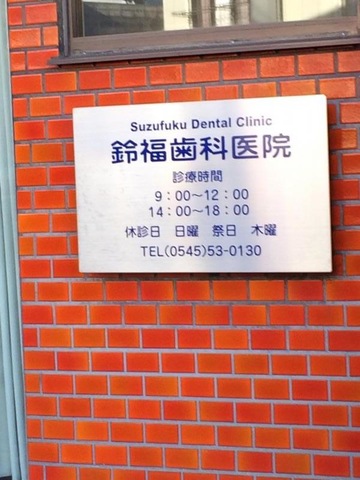 Suzufuku Dental Clinic
鈴福歯科医院
診療時間
9：00〜12：00
14：00〜18：00
休診日 日曜 祭日 木曜
TEL(0545)53-0130